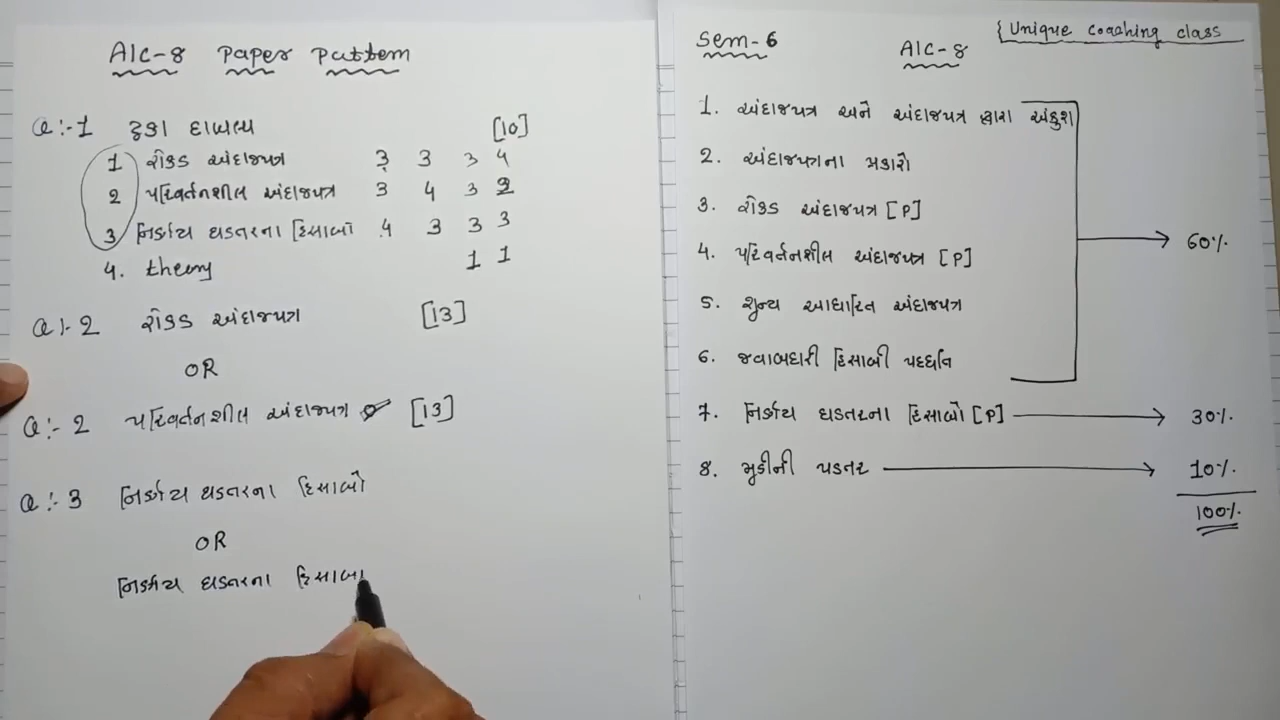 A/C-8 Paper Pattern
Q:-1 ટુકા દાખલા [10]
1 રોકડ અંદાજપત્ર 3 3 3 4
2 પરિવર્તનશીલ અંદાજપત્ર 3 4 3 2
3 નિર્ણય ઘડતરના હિસાબો 4 3 3 3
4. theory 1 1
Q:-2 રોકડ અંદાજપત્ર [13]
OR
Q:-2 પરિવર્તનશીલ અંદાજપત્ર [13]
Q:-3 નિર્ણય ઘડતરના હિસાબો
OR
નિર્ણય ઘડતરના હિસાબા
Unique coaching class
Sem-6 A/C-8
1. અંદાજપત્ર અને અંદાજપત્ર દ્વારા અંકુશ
2. અંદાજપત્રના પ્રકારો
3. રોકડ અંદાજપત્ર [P]
4. પરિવર્તનશીલ અંદાજપત્ર [P]
5. શૂન્ય આધારિત અંદાજપત્ર
6. જવાબદારી હિસાબી પદ્ધતિ
60%
7. નિર્ણય ઘડતરના હિસાબો [P] 30%
8. મુડીની પડતર 10%
100%